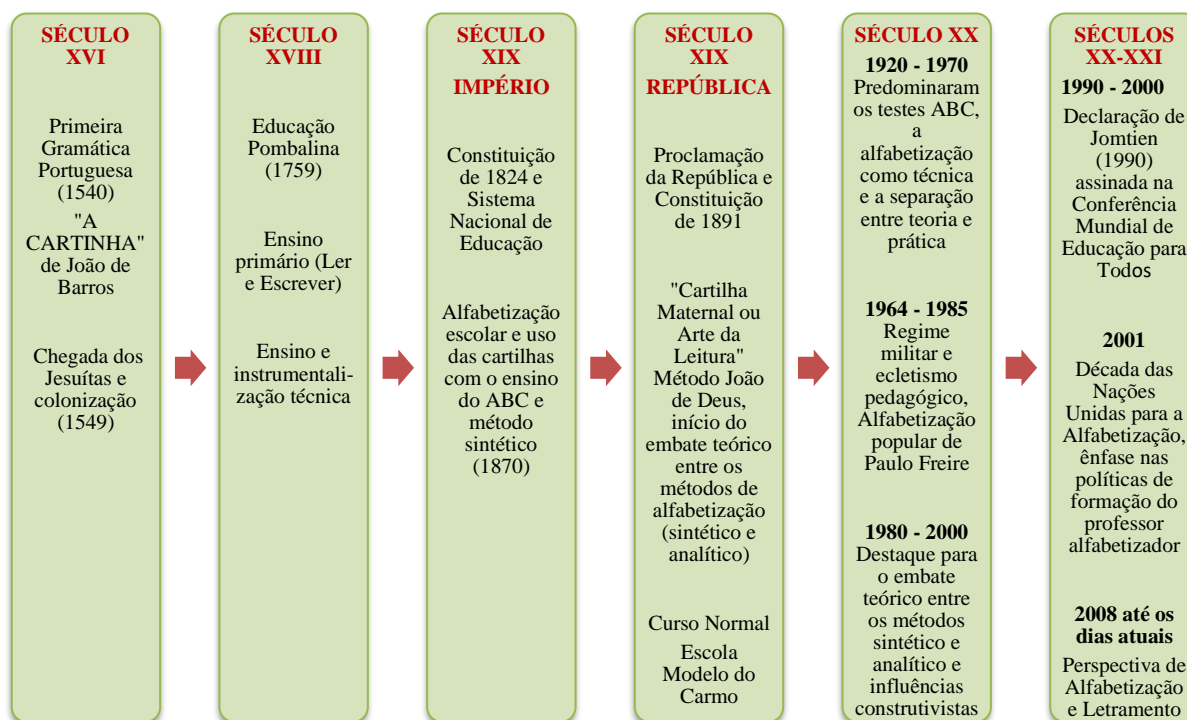 SÉCULO
XVI
Primeira
Gramática
Portuguesa
(1540)
"A
CARTINHA"
de João de
Barros
Chegada dos
Jesuítas e
colonização
(1549)
SÉCULO
XVIII
Educação
Pombalina
(1759)
Ensino
primário (Ler
e Escrever)
Ensino e
instrumentali-
zação técnica
SÉCULO
XIX
IMPÉRIO
Constituição
de 1824 e
Sistema
Nacional de
Educação
Alfabetização
escolar e uso
das cartilhas
com o ensino
do ABC e
método
sintético
(1870)
SÉCULO
XIX
REPÚBLICA
Proclamação
da República e
Constituição
de 1891
"Cartilha
Maternal ou
Arte da
Leitura"
Método João
de Deus,
início do
embate teórico
entre os
métodos de
alfabetização
(sintético e
analítico)
Curso Normal
Escola
Modelo do
Carmo
SÉCULO XX
1920 - 1970
Predominaram
os testes ABC,
a
alfabetização
como técnica
e a separação
entre teoria e
prática
1964 - 1985
Regime
militar e
ecletismo
pedagógico,
Alfabetização
popular de
Paulo Freire
1980 - 2000
Destaque para
o embate
teórico entre
os métodos
sintético e
analítico e
influências
construtivistas
SÉCULOS
XX-XXI
1990 - 2000
Declaração de
Jomtien
(1990)
assinada na
Conferência
Mundial de
Educação para
Todos
2001
Década das
Nações
Unidas para a
Alfabetização,
ênfase nas
políticas de
formação do
professor
alfabetizador
2008 até os
dias atuais
Perspectiva de
Alfabetização
e Letramento